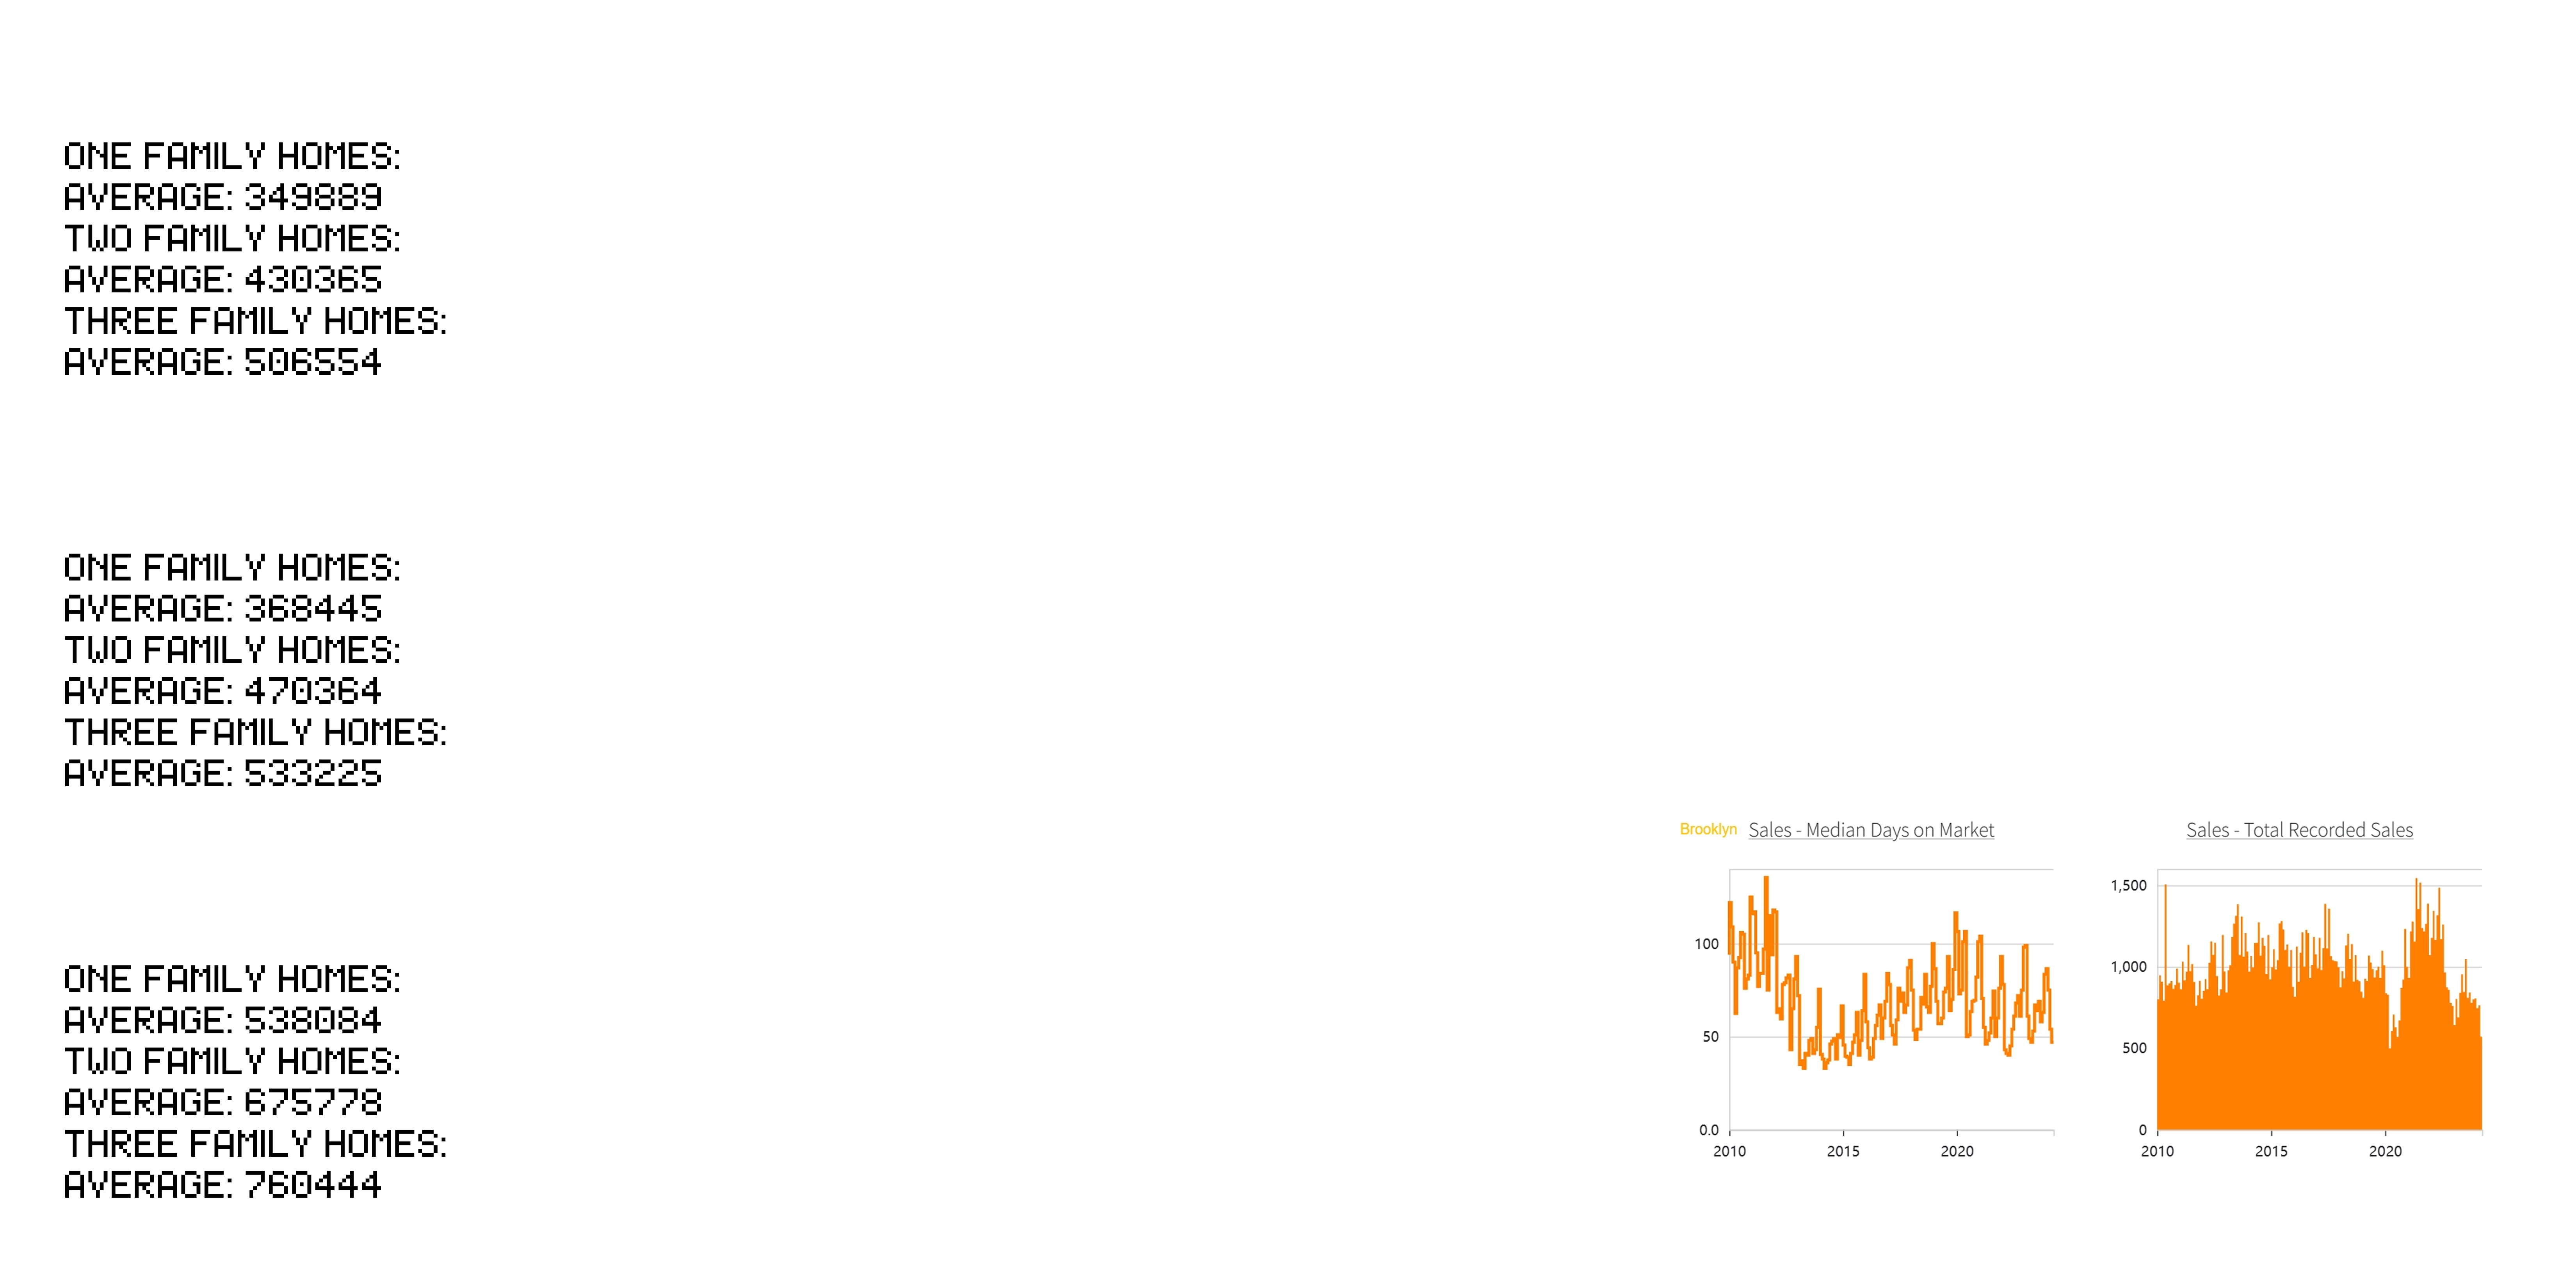 ONE FAMILY HOMES:
AVERAGE: 349889
TWO FAMILY HOMES:
AVERAGE: 430365
THREE FAMILY HOMES:
AVERAGE: 506554
ONE FAMILY HOMES:
AVERAGE: 368445
TWO FAMILY HOMES:
AVERAGE: 470364
THREE FAMILY HOMES:
AVERAGE: 533225
ONE FAMILY HOMES:
AVERAGE: 538084
TWO FAMILY HOMES:
AVERAGE: 675778
THREE FAMILY HOMES:
AVERAGE: 760444
Brooklyn
Sales - Median Days on Market
100
50
0.0
2010 2015 2020
Sales - Total Recorded Sales
1,500
1,000
500
0
2010 2015 2020